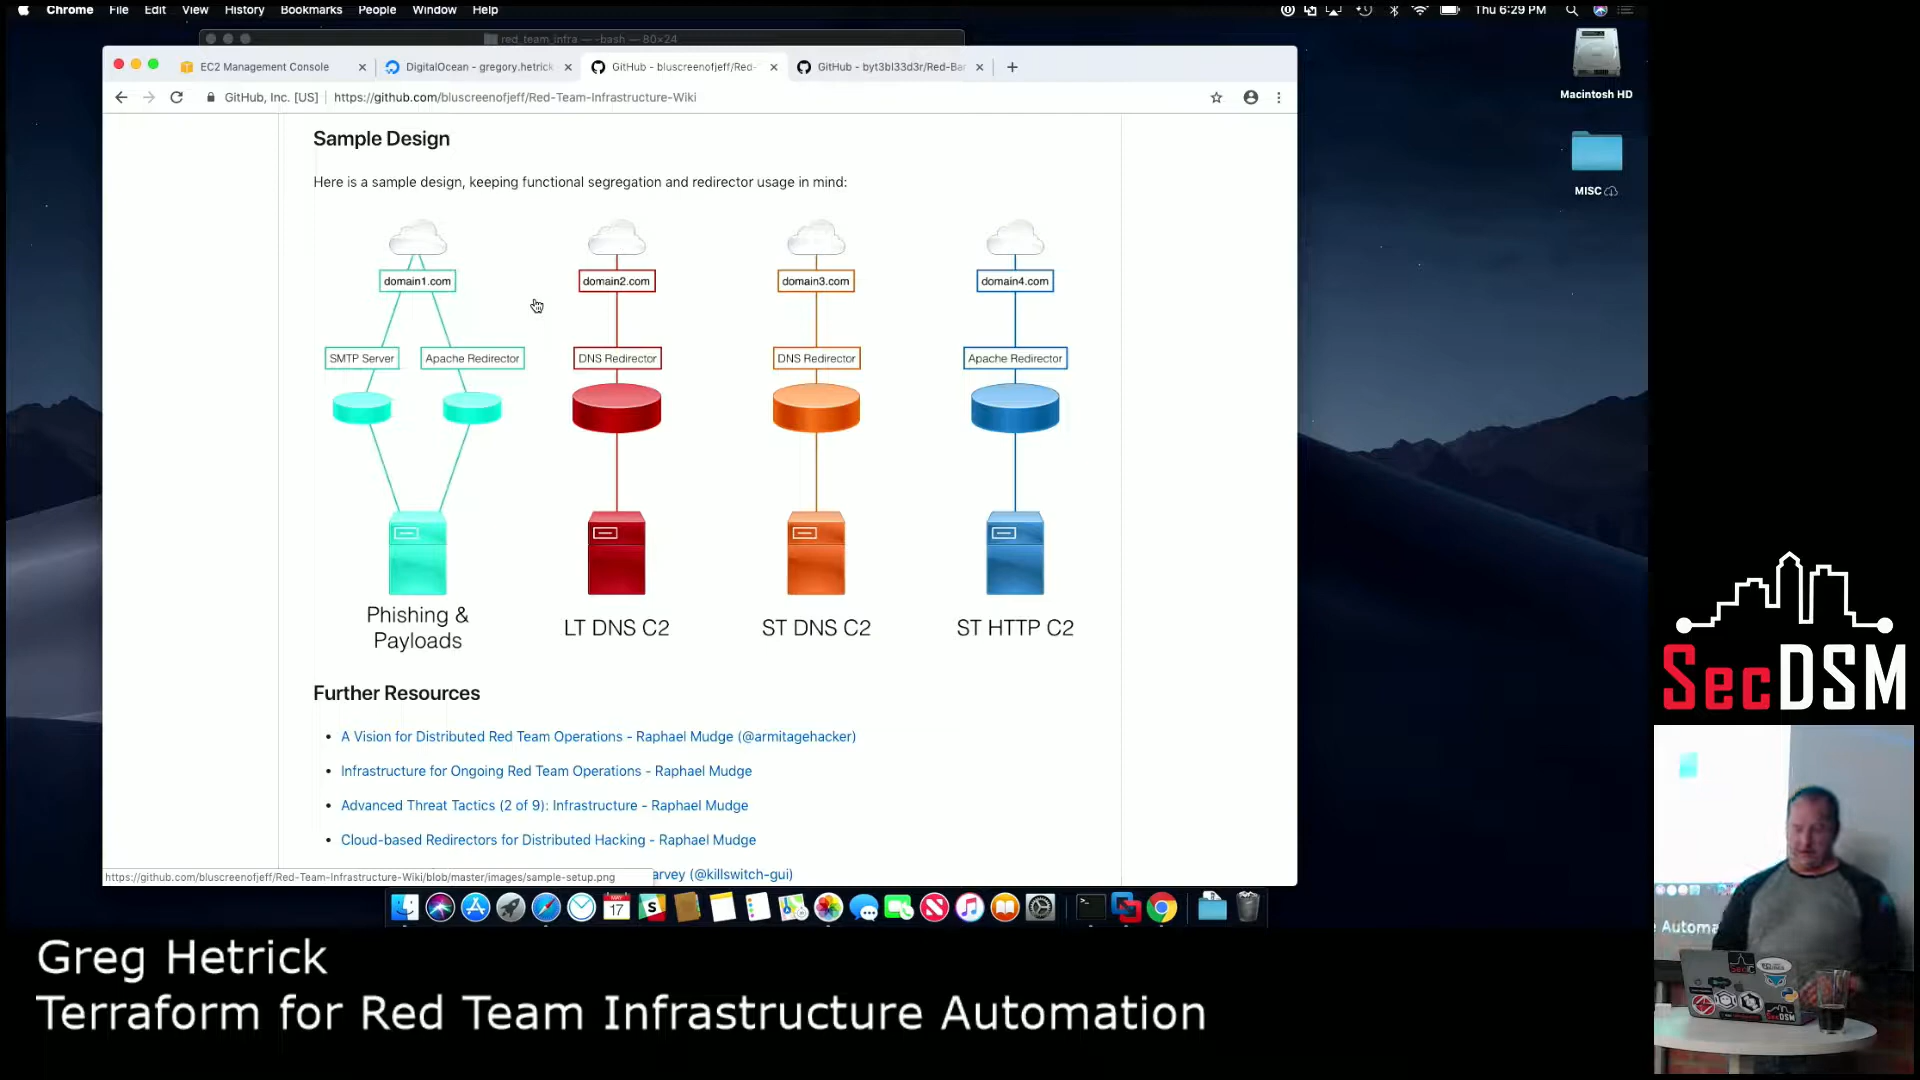 Chrome File Edit View History Bookmarks People Window Help
Thu 6:29 PM
red_team_infra — -bash — 80×24
EC2 Management Console
DigitalOcean - gregory.hetrick
GitHub - bluscreenofjeff/Red-
GitHub - byt3bl33d3r/Red-Bar
GitHub, Inc. [US]
https://github.com/bluscreenofjeff/Red-Team-Infrastructure-Wiki
Macintosh HD
MISC
Sample Design
Here is a sample design, keeping functional segregation and redirector usage in mind:
domain1.com
domain2.com
domain3.com
domain4.com
SMTP Server
Apache Redirector
DNS Redirector
DNS Redirector
Apache Redirector
Phishing &
Payloads
LT DNS C2
ST DNS C2
ST HTTP C2
Further Resources
A Vision for Distributed Red Team Operations - Raphael Mudge (@armitagehacker)
Infrastructure for Ongoing Red Team Operations - Raphael Mudge
Advanced Threat Tactics (2 of 9): Infrastructure - Raphael Mudge
Cloud-based Redirectors for Distributed Hacking - Raphael Mudge
(@killswitch-gui)
https://github.com/bluscreenofjeff/Red-Team-Infrastructure-Wiki/blob/master/images/sample-setup.png
17
SecDSM
Greg Hetrick
Terraform for Red Team Infrastructure Automation